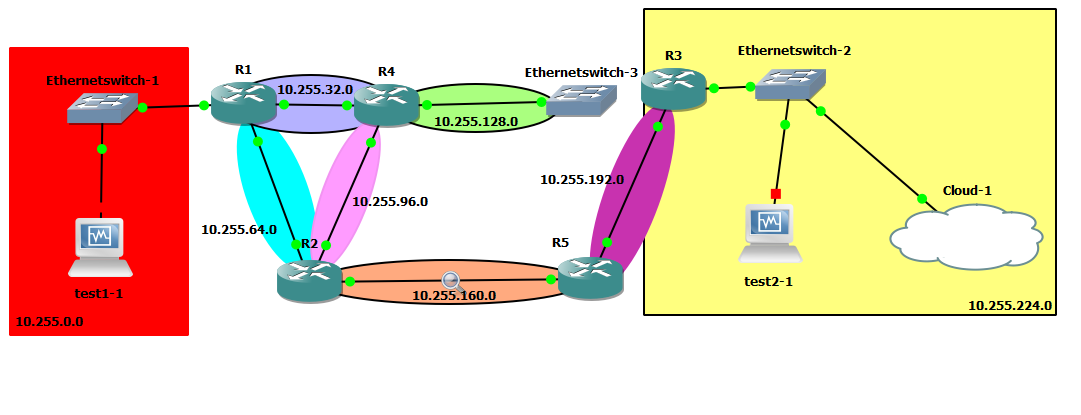 Ethernetswitch-1
R1
R4
Ethernetswitch-3
R3
Ethernetswitch-2
10.255.32.0
10.255.128.0
10.255.192.0
10.255.96.0
Cloud-1
10.255.64.0
R2
R5
test1-1
test2-1
10.255.160.0
10.255.224.0
10.255.0.0